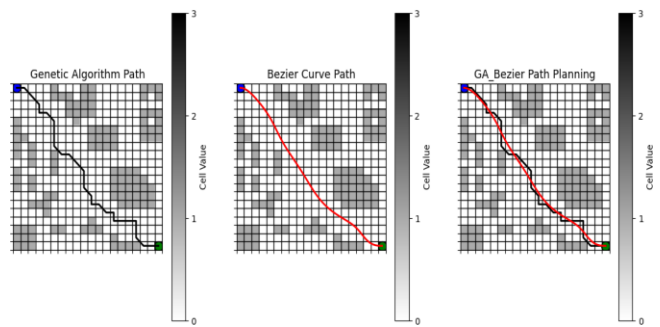 Genetic Algorithm Path
3
2
1
0
Cell Value
Bezier Curve Path
3
2
1
0
Cell Value
GA_Bezier Path Planning
3
2
1
0
Cell Value